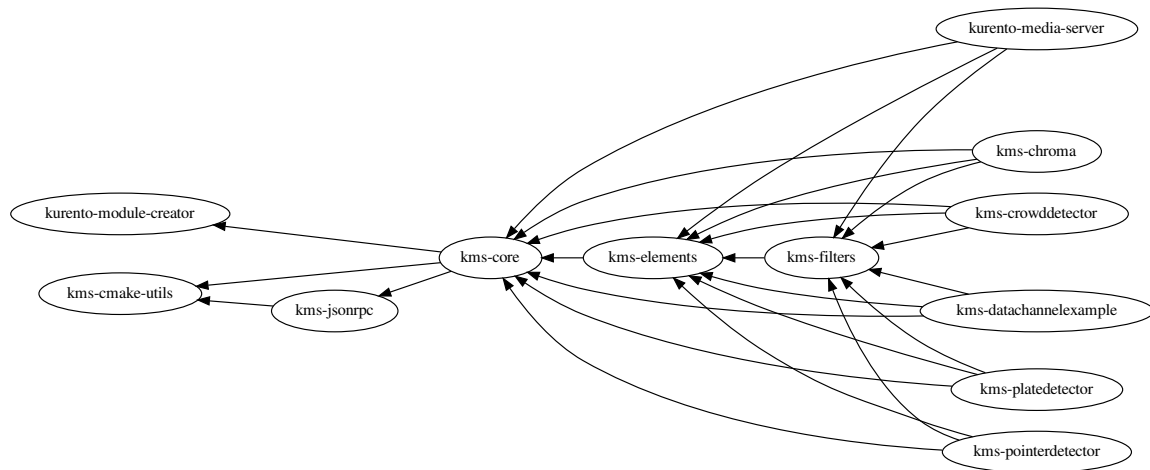 kurento-media-server
kms-chroma
kurento-module-creator
kms-crowddetector
kms-core
kms-elements
kms-filters
kms-cmake-utils
kms-jsonrpc
kms-datachannelexample
kms-platedetector
kms-pointerdetector